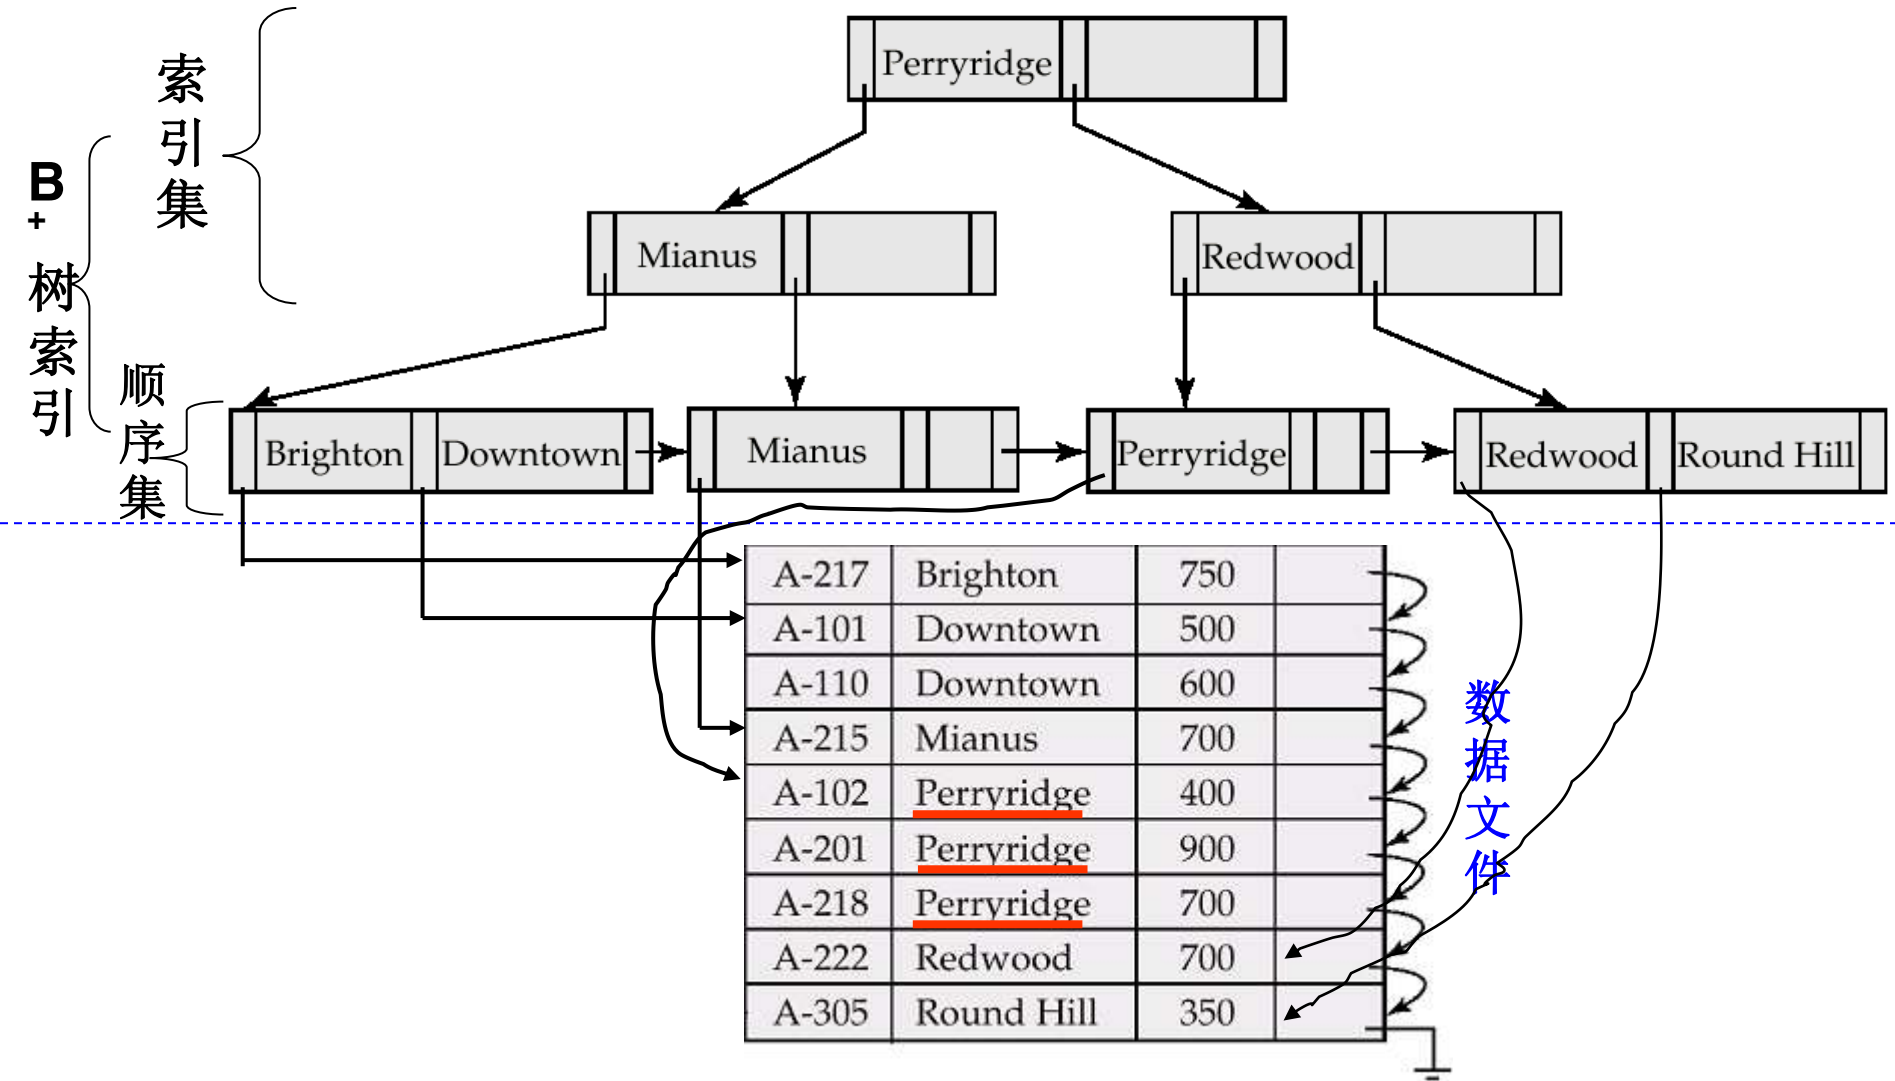 索引集
B+树索引
顺序集
Perryridge
Mianus
Redwood
Brighton Downtown
Mianus
Perryridge
Redwood Round Hill
A-217 Brighton 750
A-101 Downtown 500
A-110 Downtown 600
A-215 Mianus 700
A-102 Perryridge 400
A-201 Perryridge 900
A-218 Perryridge 700
A-222 Redwood 700
A-305 Round Hill 350
数据文件